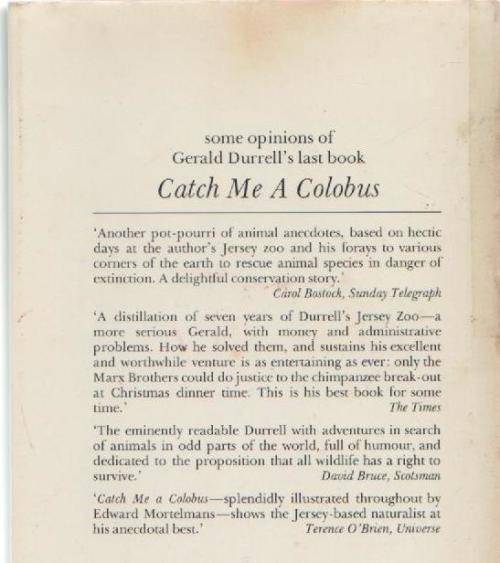 some opinions of
Gerald Durrell's last book
Catch Me A Colobus
'Another pot-pourri of animal anecdotes, based on hectic
days at the author's Jersey zoo and his forays to various
corners of the earth to rescue animal species in danger of
extinction. A delightful conservation story.'
Carol Bostock, Sunday Telegraph
'A distillation of seven years of Durrell's Jersey Zoo—a
more serious Gerald, with money and administrative
problems. How he solved them, and sustains his excellent
and worthwhile venture is as entertaining as ever: only the
Marx Brothers could do justice to the chimpanzee break-out
at Christmas dinner time. This is his best book for some
time.' The Times
'The eminently readable Durrell with adventures in search
of animals in odd parts of the world, full of humour, and
dedicated to the proposition that all wildlife has a right to
survive.' David Bruce, Scotsman
'Catch Me a Colobus—splendidly illustrated throughout by
Edward Mortelmans—shows the Jersey-based naturalist at
his anecdotal best.' Terence O'Brien, Universe